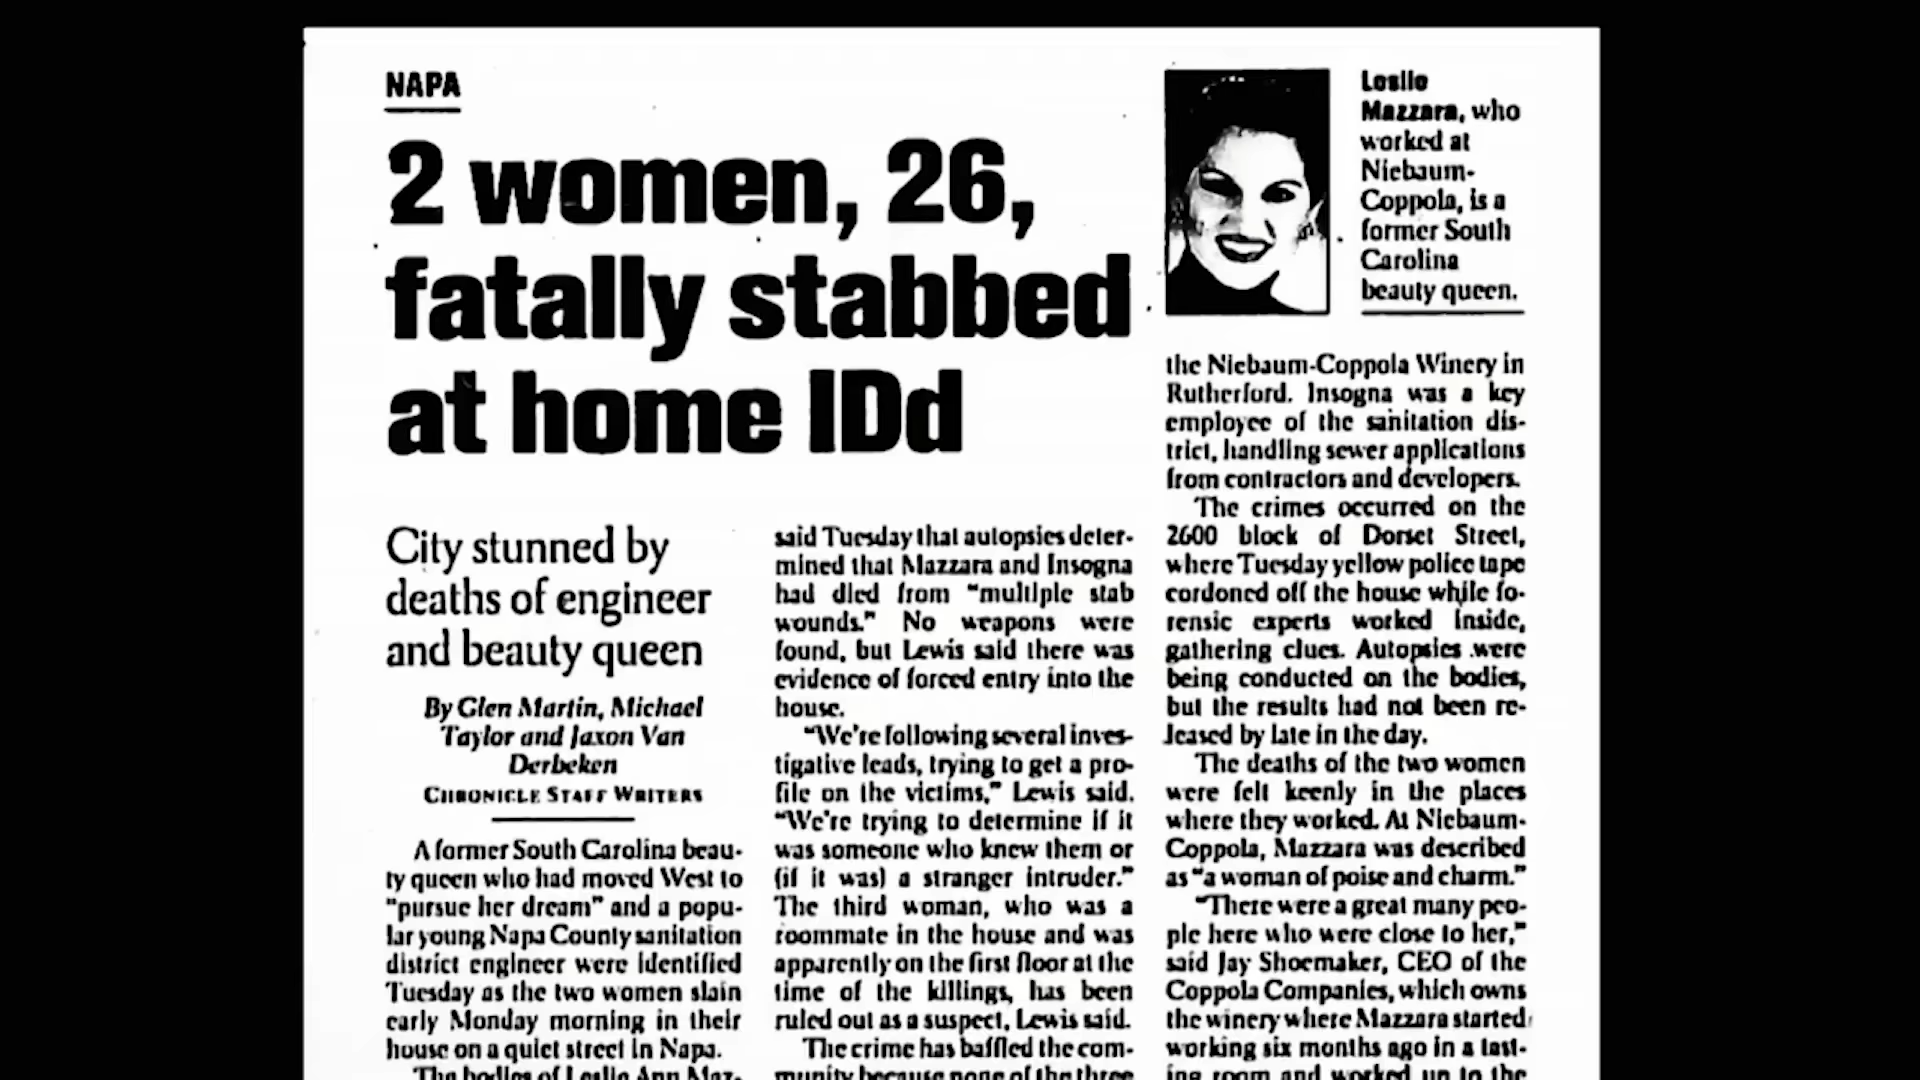 NAPA
2 women, 26,
fatally stabbed
at home IDd
City stunned by
deaths of engineer
and beauty queen
By Glen Martin, Michael
Taylor and Jaxon Van
Derbeken
CHRONICLE STAFF WRITERS
A former South Carolina beau-
ty queen who had moved West to
"pursue her dream" and a popu-
lar young Napa County sanitation
district engineer were identified
Tuesday as the two women slain
early Monday morning in their
house on a quiet street in Napa.
The bodies of Leslie Ann Maz-
said Tuesday that autopsies deter-
mined that Mazzara and Insogna
had died from "multiple stab
wounds." No weapons were
found, but Lewis said there was
evidence of forced entry into the
house.
"We're following several inves-
tigative leads, trying to get a pro-
file on the victims," Lewis said.
"We're trying to determine if it
was someone who knew them or
(if it was) a stranger intruder."
The third woman, who was a
roommate in the house and was
apparently on the first floor at the
time of the killings, has been
ruled out as a suspect, Lewis said.
The crime has baffled the com-
munity because none of the three
Leslie
Mazzara, who
worked at
Niebaum-
Coppola, is a
former South
Carolina
beauty queen.
the Niebaum-Coppola Winery in
Rutherford. Insogna was a key
employee of the sanitation dis-
trict, handling sewer applications
from contractors and developers.
The crimes occurred on the
2600 block of Dorset Street,
where Tuesday yellow police tape
cordoned off the house while fo-
rensic experts worked inside,
gathering clues. Autopsies were
being conducted on the bodies,
but the results had not been re-
leased by late in the day.
The deaths of the two women
were felt keenly in the places
where they worked. At Niebaum-
Coppola, Mazzara was described
as "a woman of poise and charm."
"There were a great many peo-
ple here who were close to her,"
said Jay Shoemaker, CEO of the
Coppola Companies, which owns
the winery where Mazzara started
working six months ago in a tast-
ing room and worked up to the